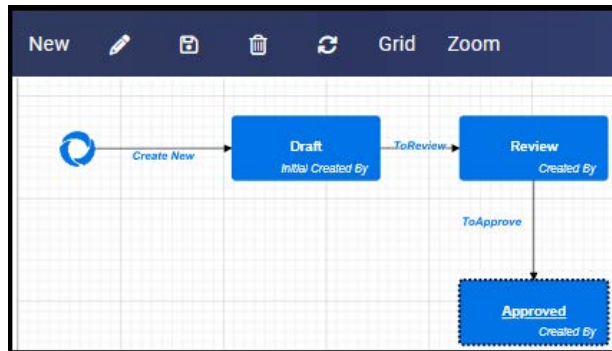 New Grid Zoom
Create New
Draft
Initial Created By
ToReview
Review
Created By
ToApprove
Approved
Created By